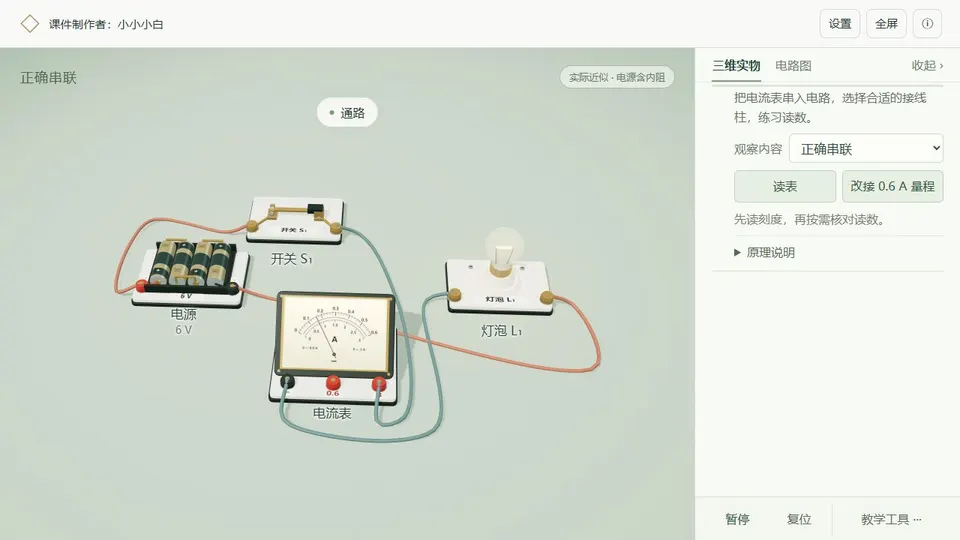 课件制作者：小小小白
设置
全屏
正确串联
实际近似 · 电源含内阻
通路
三维实物
电路图
收起 ›
把电流表串入电路，选择合适的接线
柱，练习读数。
观察内容
正确串联
读表
改接 0.6 A 量程
先读刻度，再按需核对读数。
▶ 原理说明
开关 S₁
开关 S₁
6 V
电源
6 V
灯泡 L₁
灯泡 L₁
A
0.6
电流表
暂停
复位
教学工具 ···